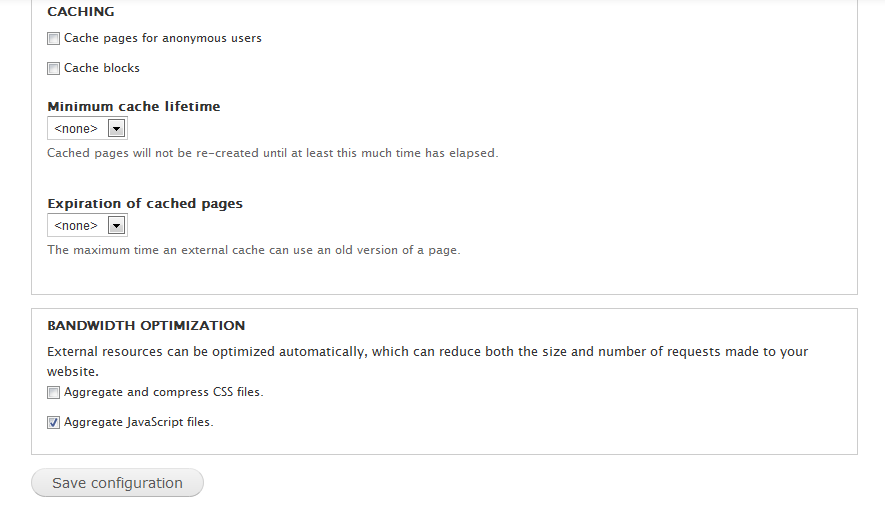 CACHING
Cache pages for anonymous users
Cache blocks
Minimum cache lifetime
<none>
Cached pages will not be re-created until at least this much time has elapsed.
Expiration of cached pages
<none>
The maximum time an external cache can use an old version of a page.
BANDWIDTH OPTIMIZATION
External resources can be optimized automatically, which can reduce both the size and number of requests made to your
website.
Aggregate and compress CSS files.
Aggregate JavaScript files.
Save configuration